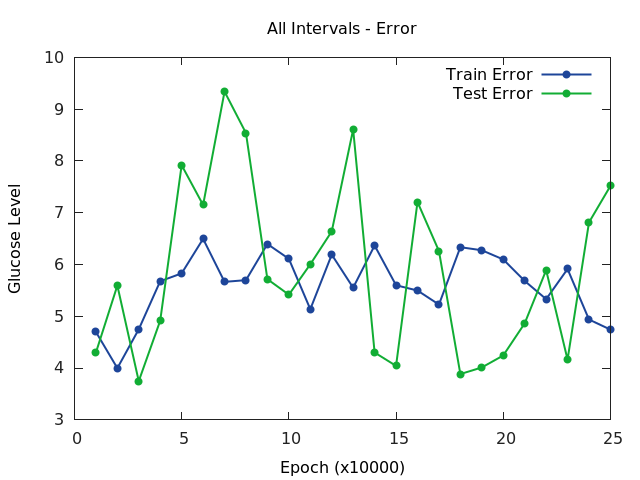 All Intervals - Error
Train Error
Test Error
Glucose Level
10
9
8
7
6
5
4
3
0
5
10
15
20
25
Epoch (x10000)